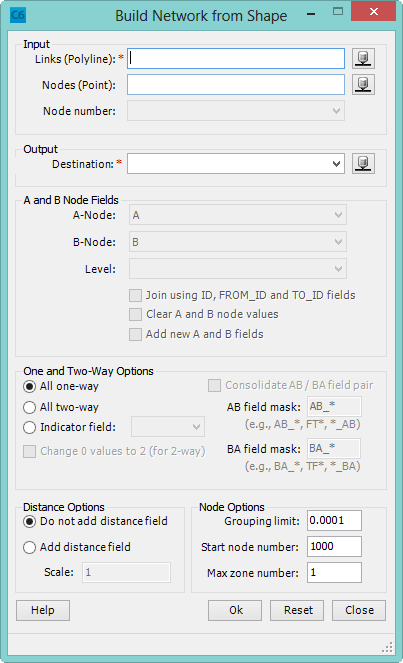 C6 Build Network from Shape
Input
Links (Polyline): *
Nodes (Point):
Node number:
Output
Destination: *
A and B Node Fields
A-Node: A
B-Node: B
Level:
Join using ID, FROM_ID and TO_ID fields
Clear A and B node values
Add new A and B fields
One and Two-Way Options
All one-way
All two-way
Indicator field:
Change 0 values to 2 (for 2-way)
Consolidate AB / BA field pair
AB field mask: AB_*
(e.g., AB_*, FT*, *_AB)
BA field mask: BA_*
(e.g., BA_*, TF*, *_BA)
Distance Options
Do not add distance field
Add distance field
Scale: 1
Node Options
Grouping limit: 0.0001
Start node number: 1000
Max zone number: 1
Help Ok Reset Close